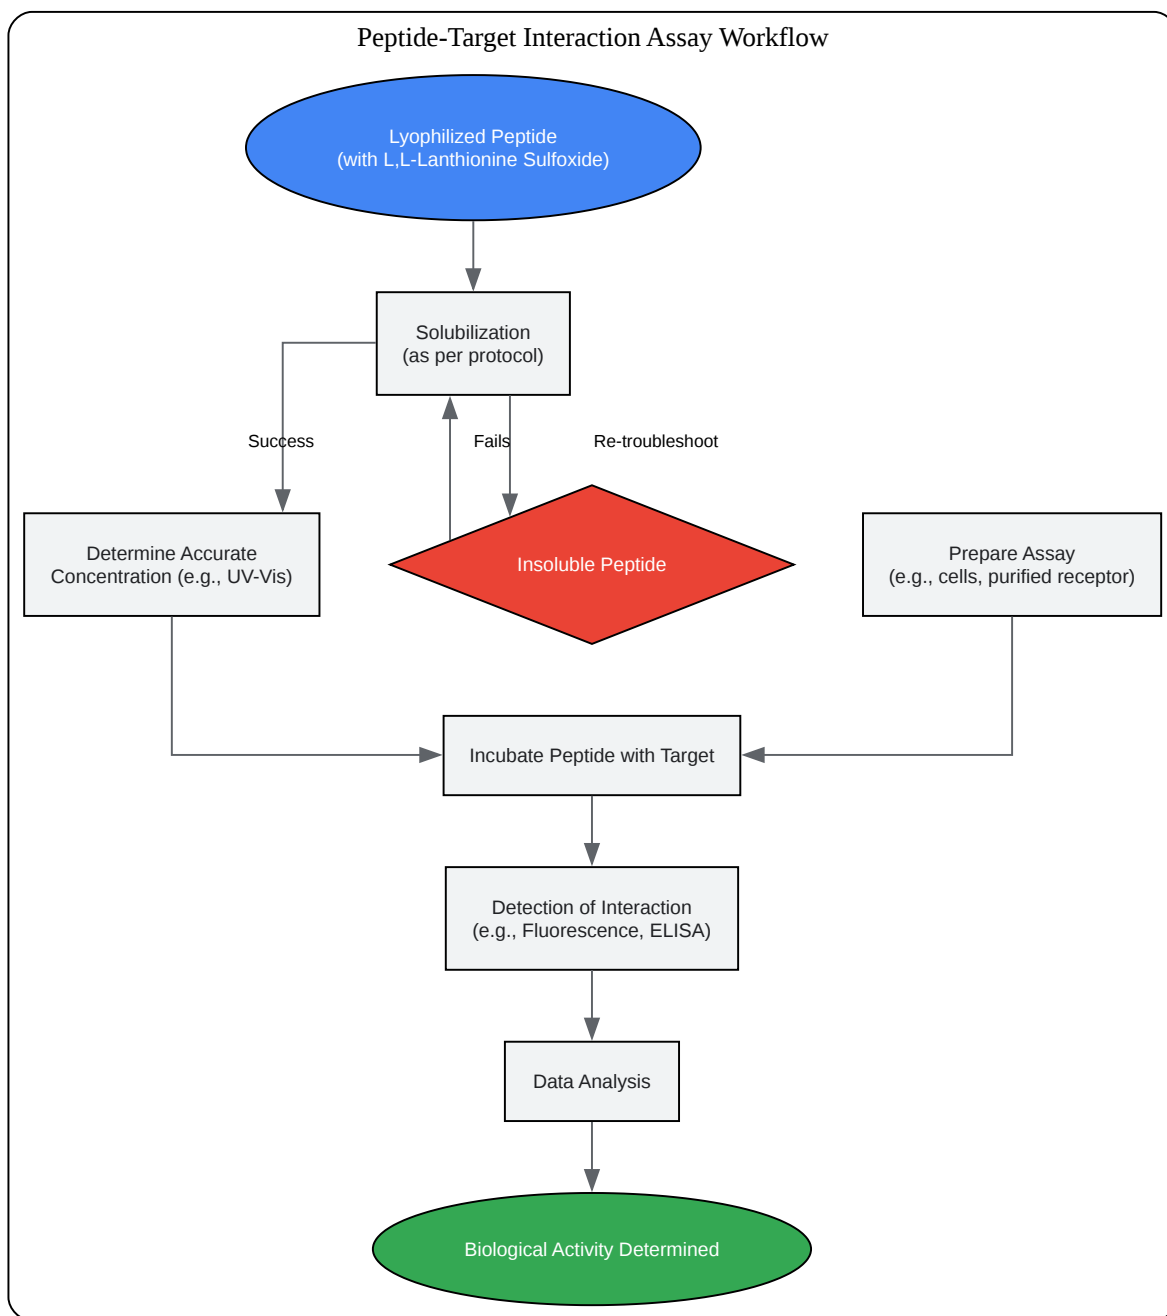 Peptide-Target Interaction Assay Workflow
Lyophilized Peptide
(with L,L-Lanthionine Sulfoxide)
Solubilization
(as per protocol)
Success
Fails
Re-troubleshoot
Determine Accurate
Concentration (e.g., UV-Vis)
Insoluble Peptide
Prepare Assay
(e.g., cells, purified receptor)
Incubate Peptide with Target
Detection of Interaction
(e.g., Fluorescence, ELISA)
Data Analysis
Biological Activity Determined